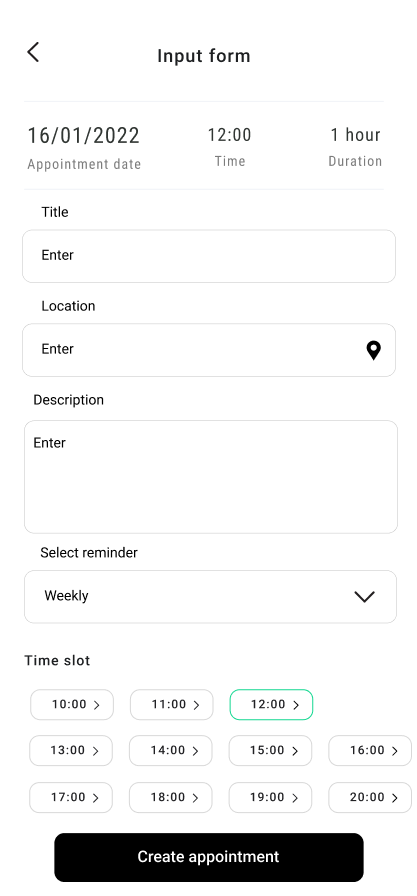 Input form
16/01/2022 12:00 1 hour
Appointment date Time Duration
Title
Enter
Location
Enter
Description
Enter
Select reminder
Weekly
Time slot
10:00 11:00 12:00
13:00 14:00 15:00 16:00
17:00 18:00 19:00 20:00
Create appointment